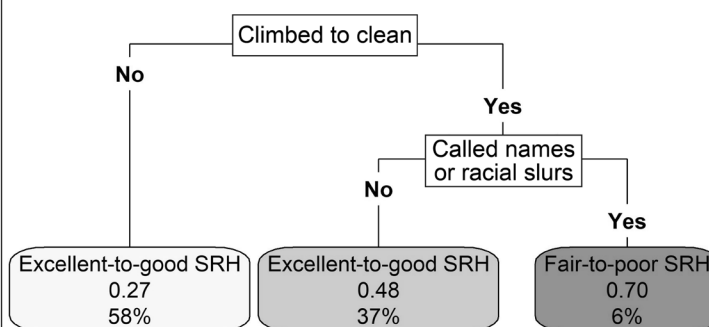 Climbed to clean
No
Yes
Called names
or racial slurs
No
Yes
Excellent-to-good SRH
0.27
58%
Excellent-to-good SRH
0.48
37%
Fair-to-poor SRH
0.70
6%